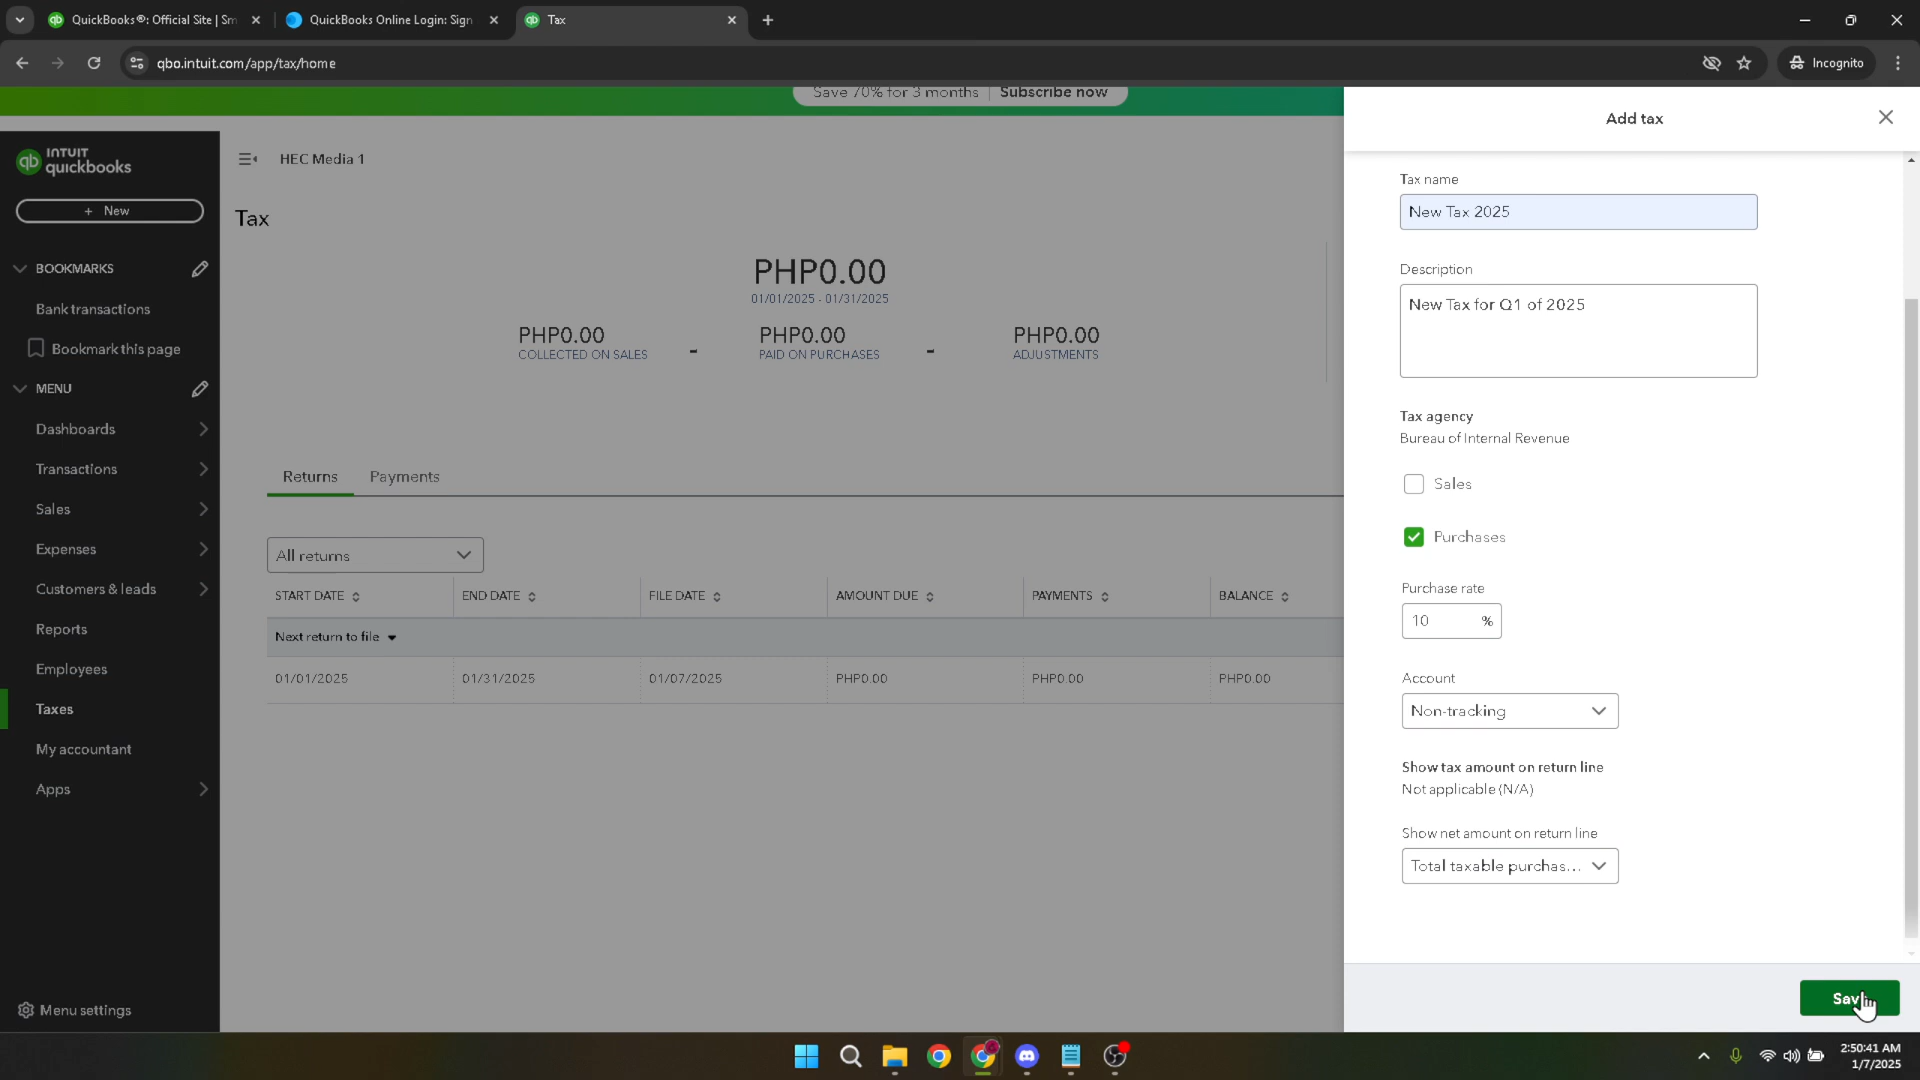 QuickBooks®: Official Site | Sm
QuickBooks Online Login: Sign
Tax
qbo.intuit.com/app/tax/home
Incognito
Save 70% for 3 months
Subscribe now
INTUIT
quickbooks
HEC Media 1
+ New
Tax
BOOKMARKS
Bank transactions
Bookmark this page
MENU
Dashboards
Transactions
Sales
Expenses
Customers & leads
Reports
Employees
Taxes
My accountant
Apps
Menu settings
PHP0.00
01/01/2025 - 01/31/2025
PHP0.00
COLLECTED ON SALES
-
PHP0.00
PAID ON PURCHASES
-
PHP0.00
ADJUSTMENTS
Returns
Payments
All returns
START DATE
END DATE
FILE DATE
AMOUNT DUE
PAYMENTS
BALANCE
Next return to file
01/01/2025
01/31/2025
01/07/2025
PHP0.00
PHP0.00
PHP0.00
Add tax
Tax name
New Tax 2025
Description
New Tax for Q1 of 2025
Tax agency
Bureau of Internal Revenue
Sales
Purchases
Purchase rate
10 %
Account
Non-tracking
Show tax amount on return line
Not applicable (N/A)
Show net amount on return line
Total taxable purchas...
Save
2:50:41 AM
1/7/2025